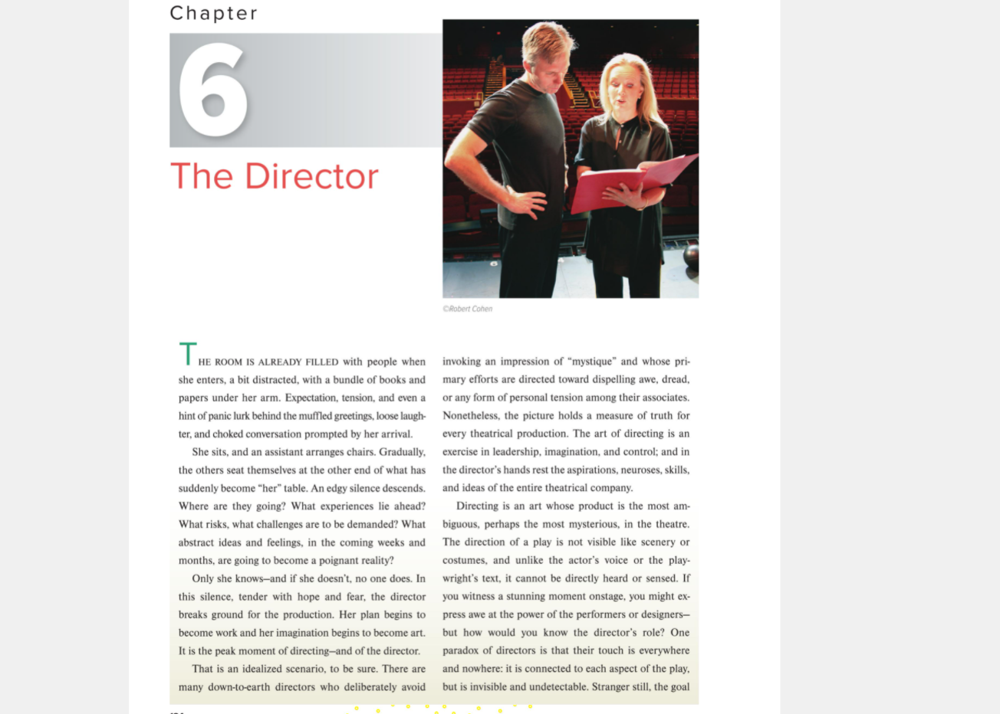 Chapter
6
The Director
©Robert Cohen
THE ROOM IS ALREADY FILLED with people when
she enters, a bit distracted, with a bundle of books and
papers under her arm. Expectation, tension, and even a
hint of panic lurk behind the muffled greetings, loose laugh-
ter, and choked conversation prompted by her arrival.
She sits, and an assistant arranges chairs. Gradually,
the others seat themselves at the other end of what has
suddenly become “her” table. An edgy silence descends.
Where are they going? What experiences lie ahead?
What risks, what challenges are to be demanded? What
abstract ideas and feelings, in the coming weeks and
months, are going to become a poignant reality?
Only she knows—and if she doesn’t, no one does. In
this silence, tender with hope and fear, the director
breaks ground for the production. Her plan begins to
become work and her imagination begins to become art.
It is the peak moment of directing—and of the director.
That is an idealized scenario, to be sure. There are
many down-to-earth directors who deliberately avoid
invoking an impression of “mystique” and whose pri-
mary efforts are directed toward dispelling awe, dread,
or any form of personal tension among their associates.
Nonetheless, the picture holds a measure of truth for
every theatrical production. The art of directing is an
exercise in leadership, imagination, and control; and in
the director’s hands rest the aspirations, neuroses, skills,
and ideas of the entire theatrical company.
Directing is an art whose product is the most am-
biguous, perhaps the most mysterious, in the theatre.
The direction of a play is not visible like scenery or
costumes, and unlike the actor’s voice or the play-
wright’s text, it cannot be directly heard or sensed. If
you witness a stunning moment onstage, you might ex-
press awe at the power of the performers or designers—
but how would you know the director’s role? One
paradox of directors is that their touch is everywhere
and nowhere: it is connected to each aspect of the play,
but is invisible and undetectable. Stranger still, the goal